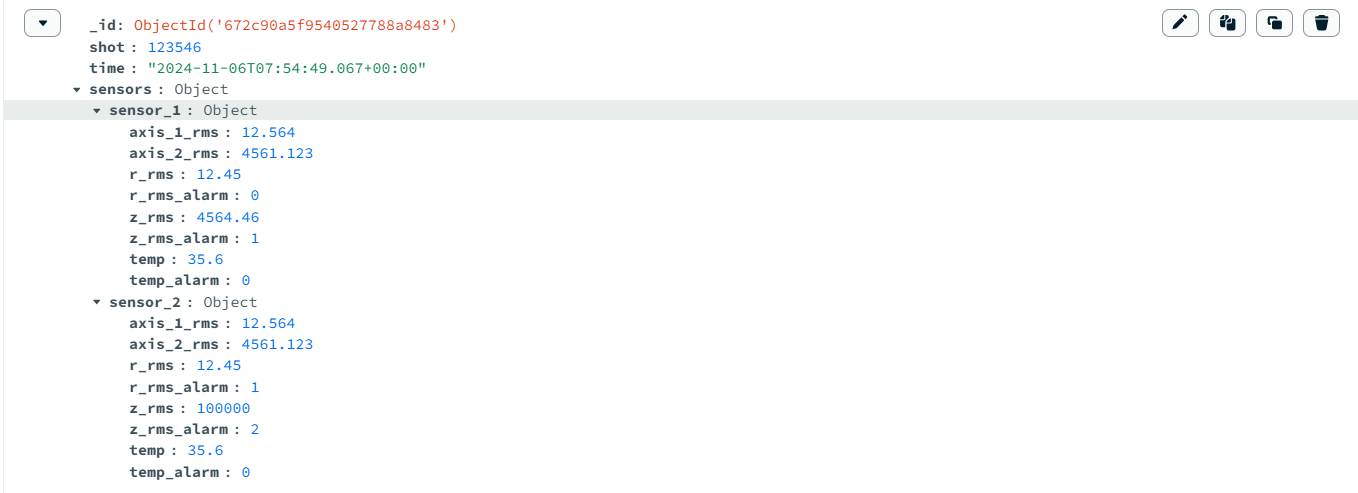 _id: ObjectId('672c90a5f9540527788a8483')
shot : 123546
time : "2024-11-06T07:54:49.067+00:00"
sensors : Object
sensor_1 : Object
axis_1_rms : 12.564
axis_2_rms : 4561.123
r_rms : 12.45
r_rms_alarm : 0
z_rms : 4564.46
z_rms_alarm : 1
temp : 35.6
temp_alarm : 0
sensor_2 : Object
axis_1_rms : 12.564
axis_2_rms : 4561.123
r_rms : 12.45
r_rms_alarm : 1
z_rms : 100000
z_rms_alarm : 2
temp : 35.6
temp_alarm : 0